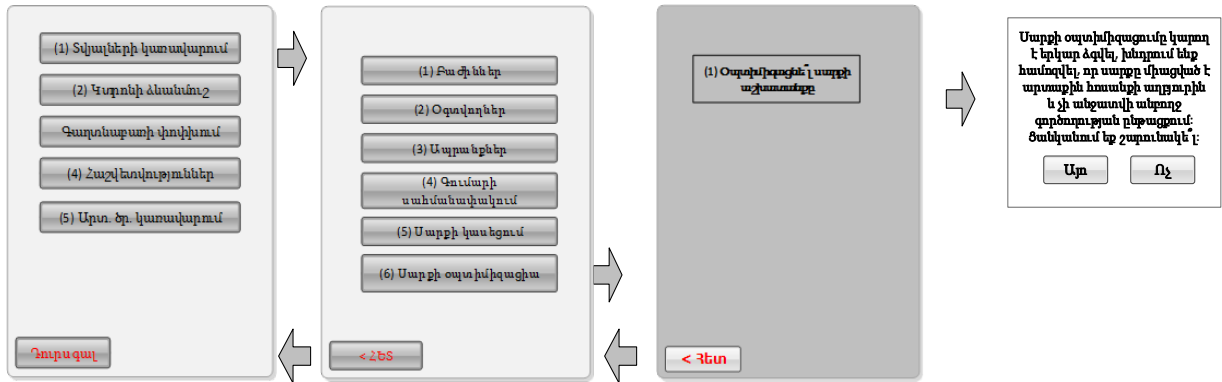 (1) Տվյալների կառավարում
(2) Կտրոնի ձևանմուշ
Գաղտնաբառի փոփխում
(4) Հաշվետվություններ
(5) Արտ. ծր. կառավարում
Դուրս գալ
(1) Բաժիններ
(2) Օգտվողներ
(3) Ապրանքներ
(4) Գումարի
սահմանափակում
(5) Սարքի կասեցում
(6) Սարքի օպտիմիզացիա
< ՀԵՏ
(1) Օպտիմիզացնե՞լ սարքի
աշխատանքը
< Հետ
Սարքի օպտիմիզացումը կարող
է երկար ձգվել, խնդրում ենք
համոզվել, որ սարքը միացված է
արտաքին հոսանքի աղբյուրին
և չի անջատվի անբողջ
գործողության ընթացքում:
Ցանկանում եք շարունակե՞լ:
Այո
Ոչ